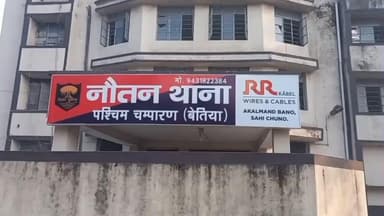 मो. 9431822384
नौतन थाना
पश्चिम चम्पारण (बेतिया)
RR KABEL
WIRES & CABLES
AKALMAND BANO,
SAHI CHUNO.